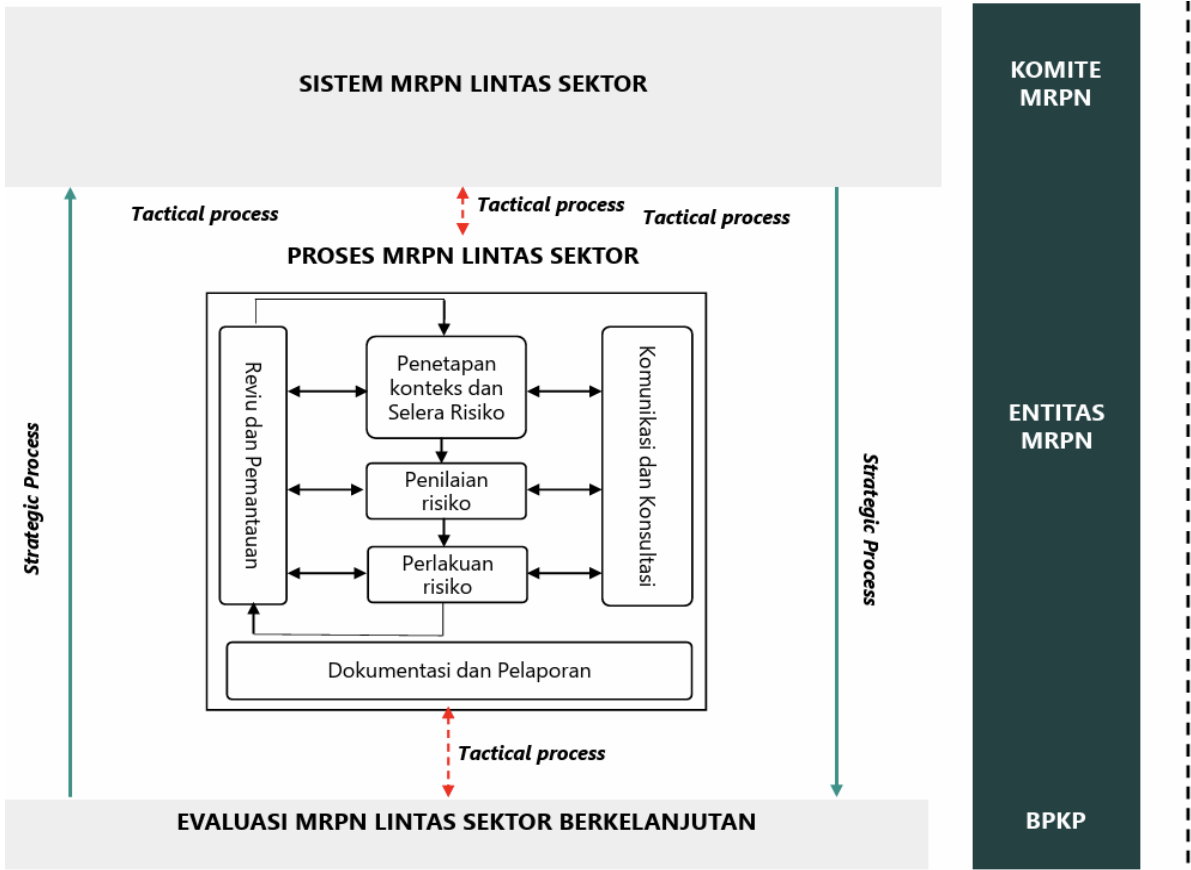 SISTEM MRPN LINTAS SEKTOR
KOMITE
MRPN
Tactical process
Tactical process
Tactical process
PROSES MRPN LINTAS SEKTOR
Reviu dan Pemantauan
Penetapan
konteks dan
Selera Risiko
Penilaian
risiko
Perlakuan
risiko
Komunikasi dan Konsultasi
Dokumentasi dan Pelaporan
Strategic Process
Strategic Process
ENTITAS
MRPN
Tactical process
EVALUASI MRPN LINTAS SEKTOR BERKELANJUTAN
BPKP